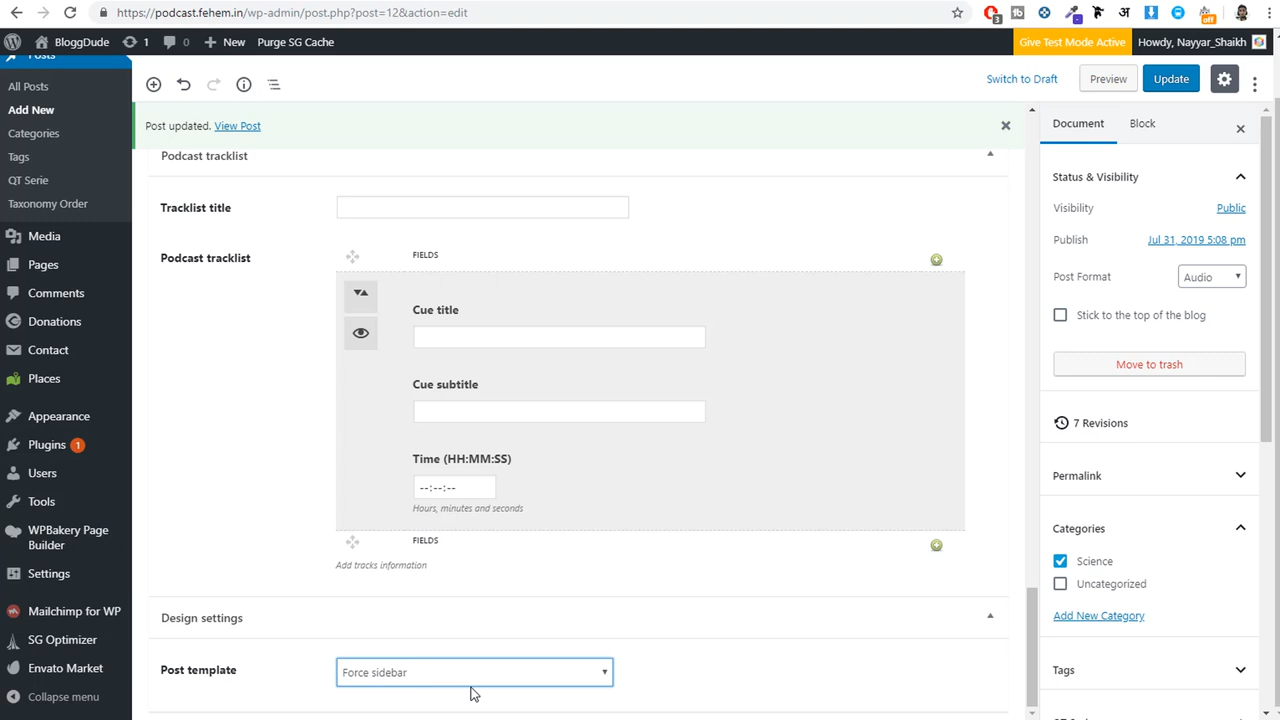 https://podcast.fehem.in/wp-admin/post.php?post=12&action=edit
3
अ
off
BloggDude
1
0
New
Purge SG Cache
Give Test Mode Active
Howdy, Nayyar_Shaikh
Posts
All Posts
Add New
Categories
Tags
QT Serie
Taxonomy Order
Media
Pages
Comments
Donations
Contact
Places
Appearance
Plugins 1
Users
Tools
WPBakery Page
Builder
Settings
Mailchimp for WP
SG Optimizer
Envato Market
Collapse menu
Switch to Draft
Preview
Update
Post updated. View Post
Podcast tracklist
Tracklist title
Podcast tracklist
FIELDS
Cue title
Cue subtitle
Time (HH:MM:SS)
--:--:--
Hours, minutes and seconds
FIELDS
Add tracks information
Design settings
Post template
Force sidebar
Document
Block
Status & Visibility
Visibility
Public
Publish
Jul 31, 2019 5:08 pm
Post Format
Audio
Stick to the top of the blog
Move to trash
7 Revisions
Permalink
Categories
Science
Uncategorized
Add New Category
Tags